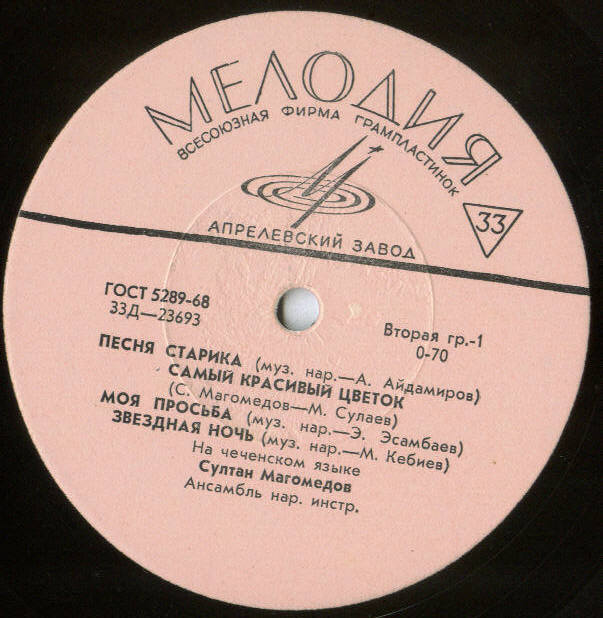 МЕЛОДИЯ
ВСЕСОЮЗНАЯ ФИРМА ГРАМПЛАСТИНОК
33
АПРЕЛЕВСКИЙ ЗАВОД
ГОСТ 5289-68
33Д—23693
Вторая гр.-1
0-70
ПЕСНЯ СТАРИКА (муз. нар.—А. Айдамиров)
САМЫЙ КРАСИВЫЙ ЦВЕТОК
(С. Магомедов—М. Сулаев)
МОЯ ПРОСЬБА (муз. нар.—Э. Эсамбаев)
ЗВЕЗДНАЯ НОЧЬ (муз. нар.—М. Кебиев)
На чеченском языке
Султан Магомедов
Ансамбль нар. инстр.